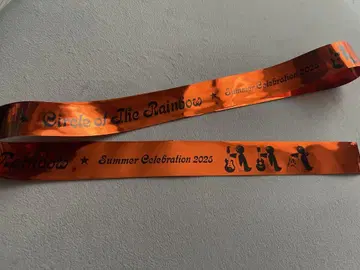 ★ Circle of The Rainbow ★ Summer Celebration 2025
Rainbow ★ Summer Celebration 2025